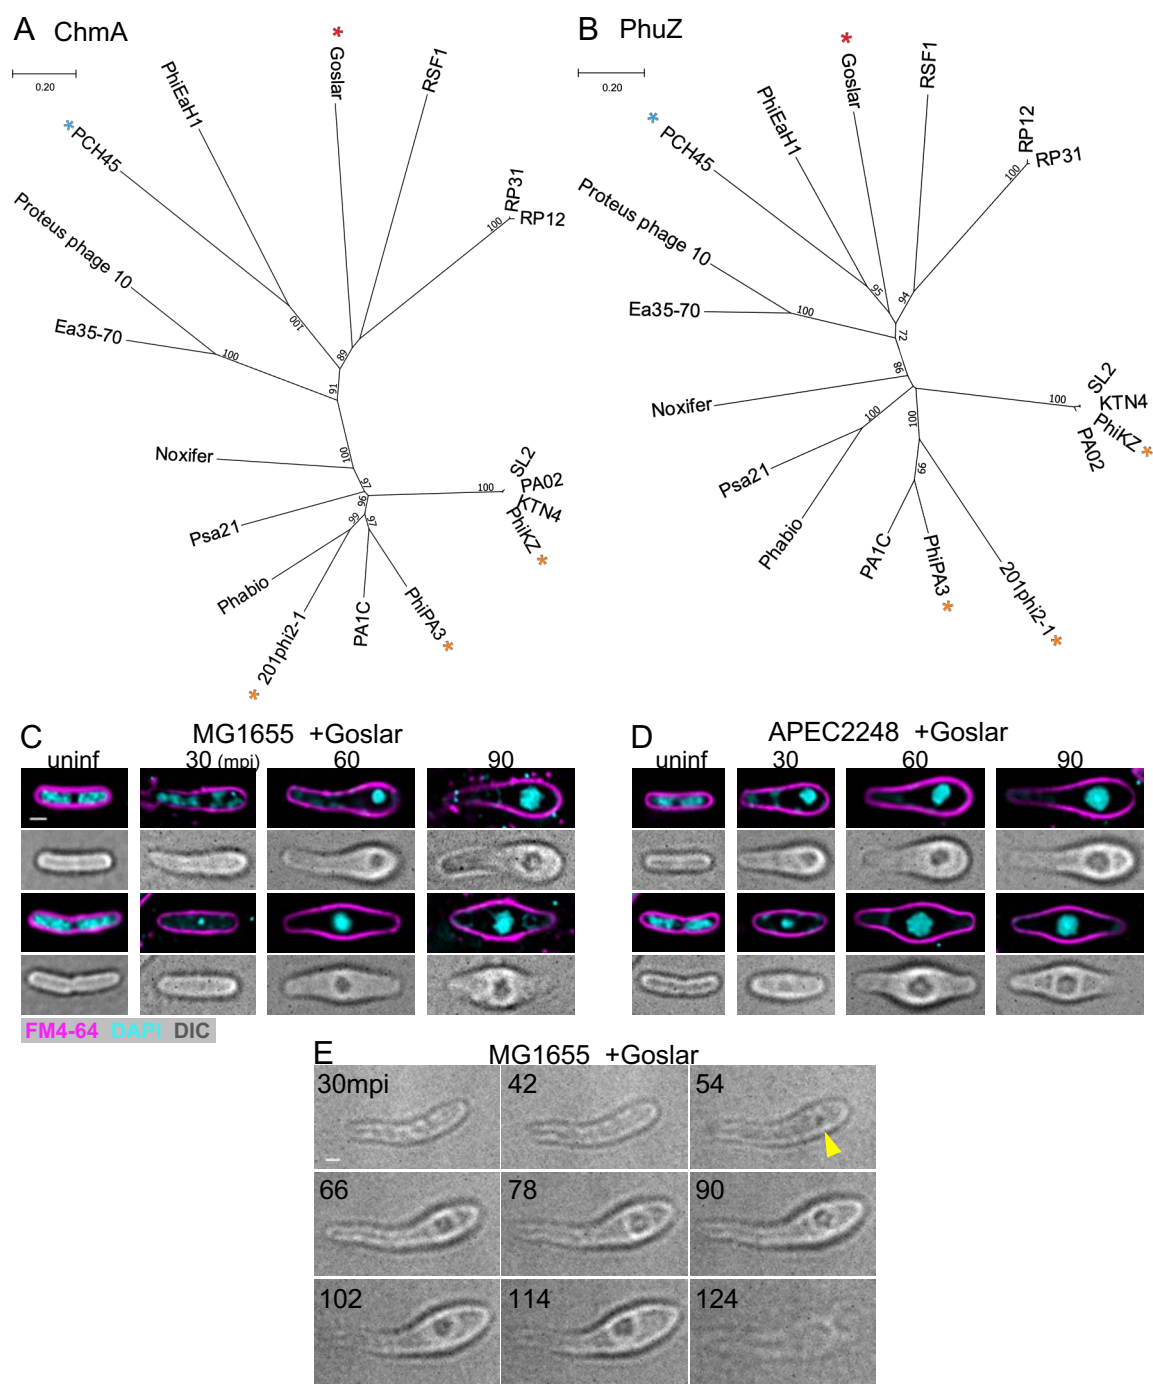 A ChmA
0.20
* Goslar
RSF1
PhiEaH1
* PCH45
RP31
RP12
100
Proteus phage 10
100
Ea35-70
100
89
91
Noxifer
100
97
96
100
SL2
PA02
KTN4
PhiKZ *
Psa21
99
97
Phabio
* 201phi2-1
PA1C
PhiPA3 *
B PhuZ
0.20
* Goslar
RSF1
PhiEaH1
* PCH45
RP12
RP31
100
Proteus phage 10
95
94
Ea35-70
100
72
86
Noxifer
100
SL2
KTN4
PhiKZ *
PA02
100
100
Psa21
66
Phabio
PA1C
PhiPA3 *
201phi2-1 *
C MG1655 +Goslar
uninf 30 (mpi) 60 90
D APEC2248 +Goslar
uninf 30 60 90
FM4-64 DAPI DIC
E MG1655 +Goslar
30mpi 42 54
66 78 90
102 114 124